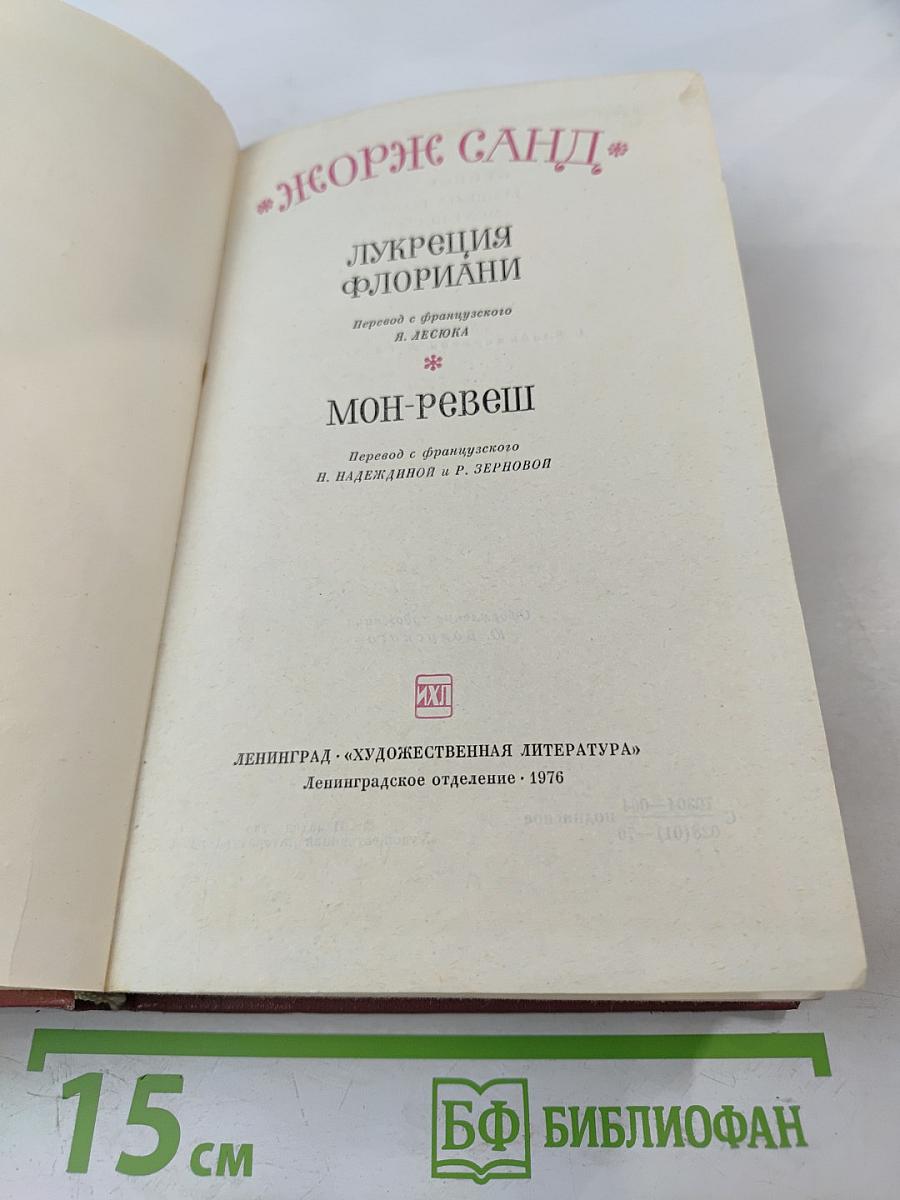 *ЖОРЖ САНД*
ЛУКРЕЦИЯ
ФЛОРИАНИ
Перевод с французского
Я. ЛЕСЮКА
*
МОН-РЕВЕШ
Перевод с французского
Н. НАДЕЖДИНОЙ и Р. ЗЕРНОВОЙ
ИХЛ
ЛЕНИНГРАД · «ХУДОЖЕСТВЕННАЯ ЛИТЕРАТУРА»
Ленинградское отделение · 1976
15 см
БФ БИБЛИОФАН